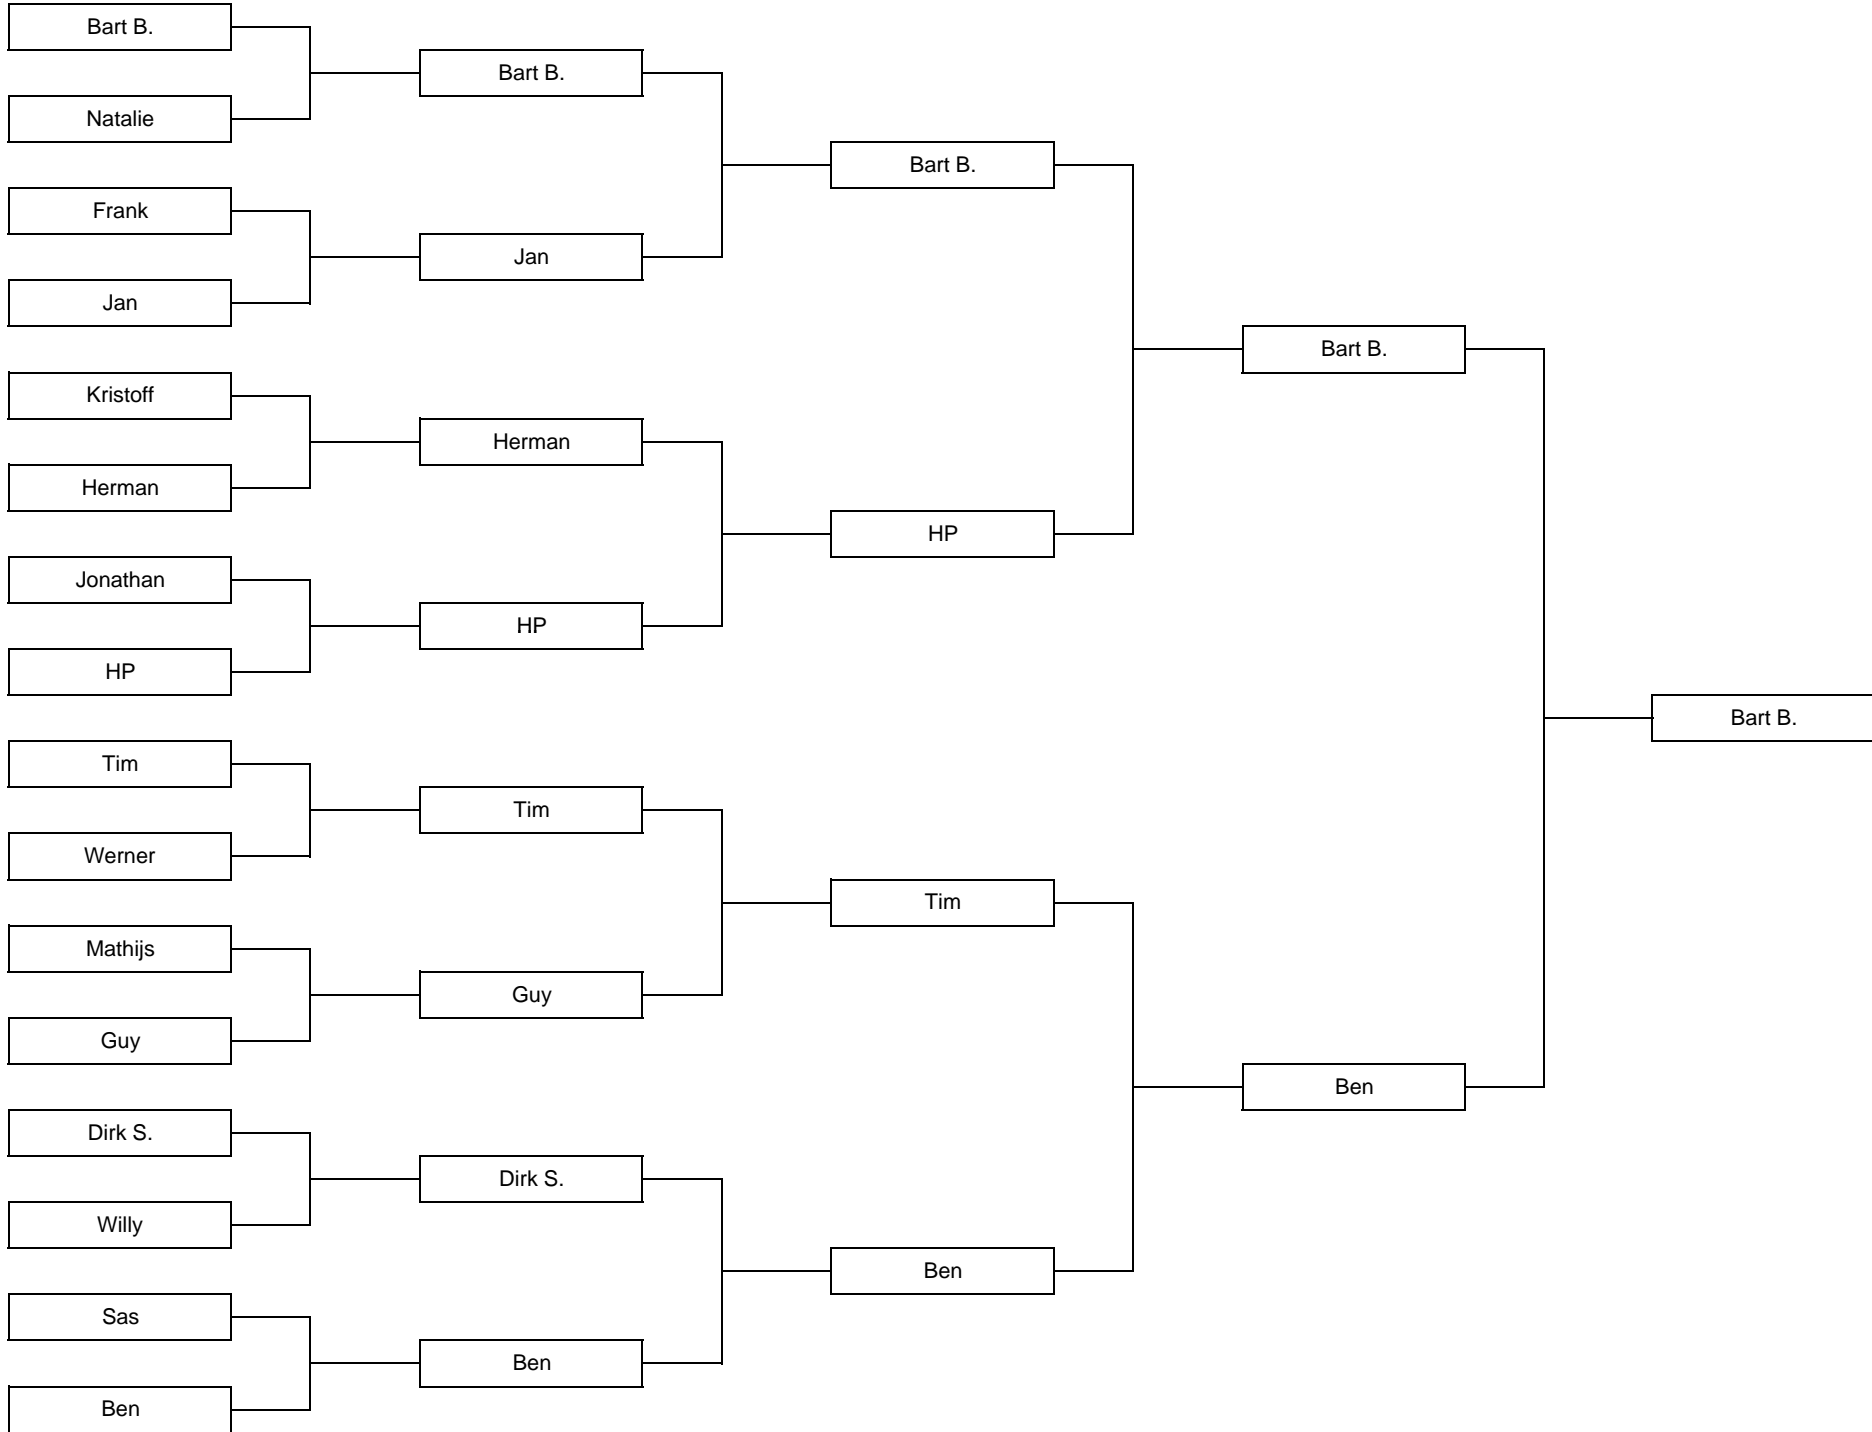 Bart B.
Natalie
Frank
Jan
Kristoff
Herman
Jonathan
HP
Tim
Werner
Mathijs
Guy
Dirk S.
Willy
Sas
Ben
Bart B.
Jan
Herman
HP
Tim
Guy
Dirk S.
Ben
Bart B.
HP
Tim
Ben
Bart B.
Ben
Bart B.